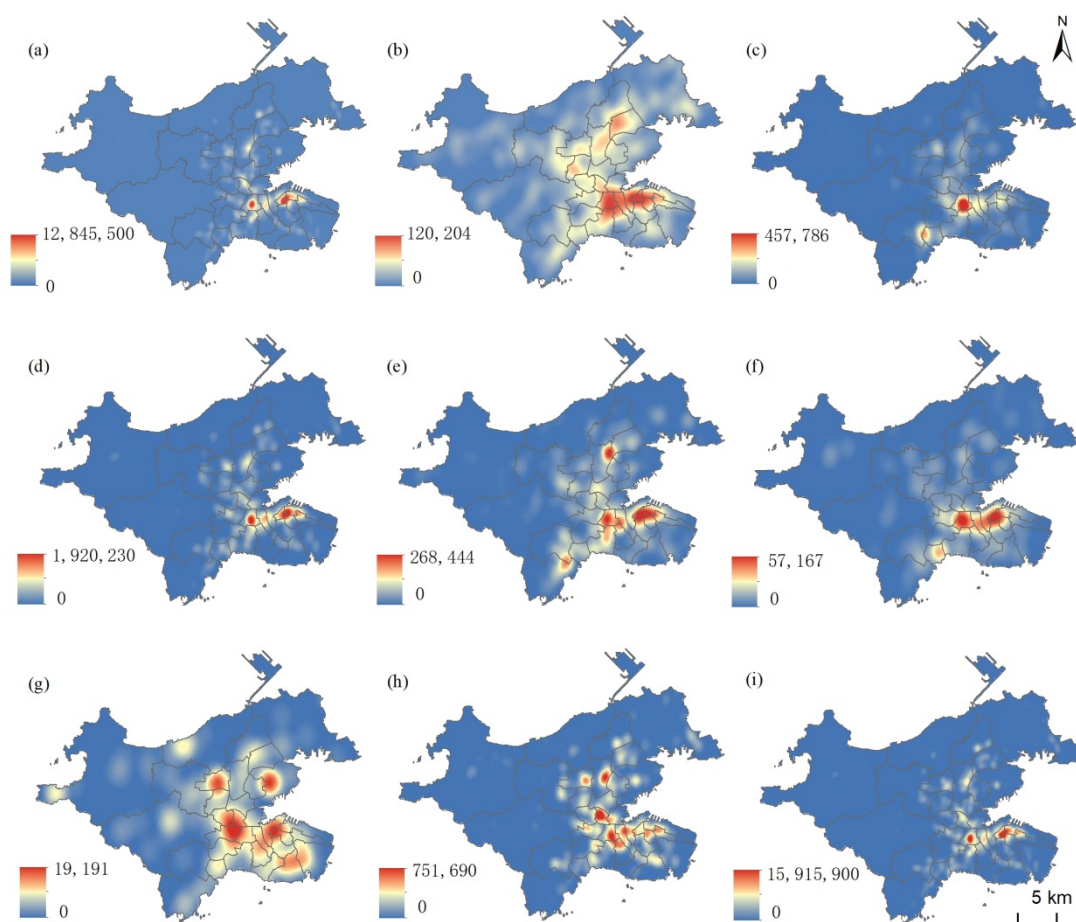 N
(a)
(b)
(c)
12, 845, 500
0
120, 204
0
457, 786
0
(d)
(e)
(f)
1, 920, 230
0
268, 444
0
57, 167
0
(g)
(h)
(i)
19, 191
0
751, 690
0
15, 915, 900
0
5 km